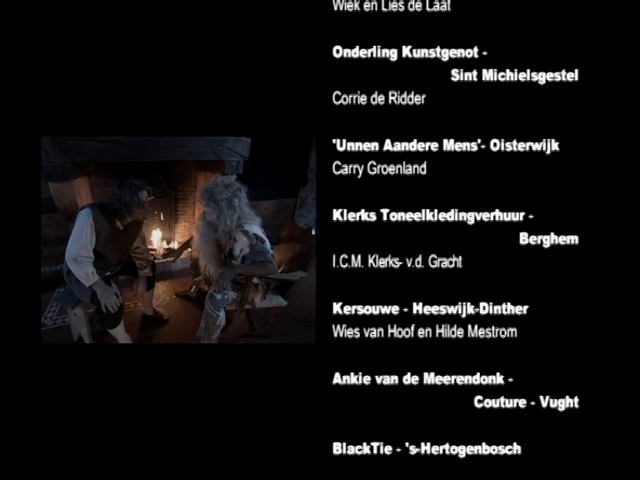 Wiek en Lies de Laat
Onderling Kunstgenot -
Sint Michielsgestel
Corrie de Ridder
'Unnen Aandere Mens'- Oisterwijk
Carry Groenland
Klerks Toneelkledingverhuur -
Berghem
I.C.M. Klerks- v.d. Gracht
Kersouwe - Heeswijk-Dinther
Wies van Hoof en Hilde Mestrom
Ankie van de Meerendonk -
Couture - Vught
BlackTie - 's-Hertogenbosch